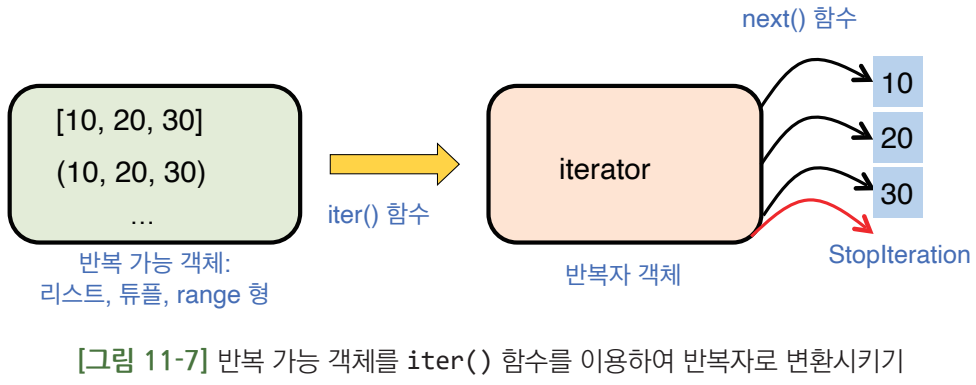 next() 함수
[10, 20, 30]
(10, 20, 30)
...
iter() 함수
iterator
10
20
30
StopIteration
반복 가능 객체:
리스트, 튜플, range 형
반복자 객체
[그림 11-7] 반복 가능 객체를 iter() 함수를 이용하여 반복자로 변환시키기